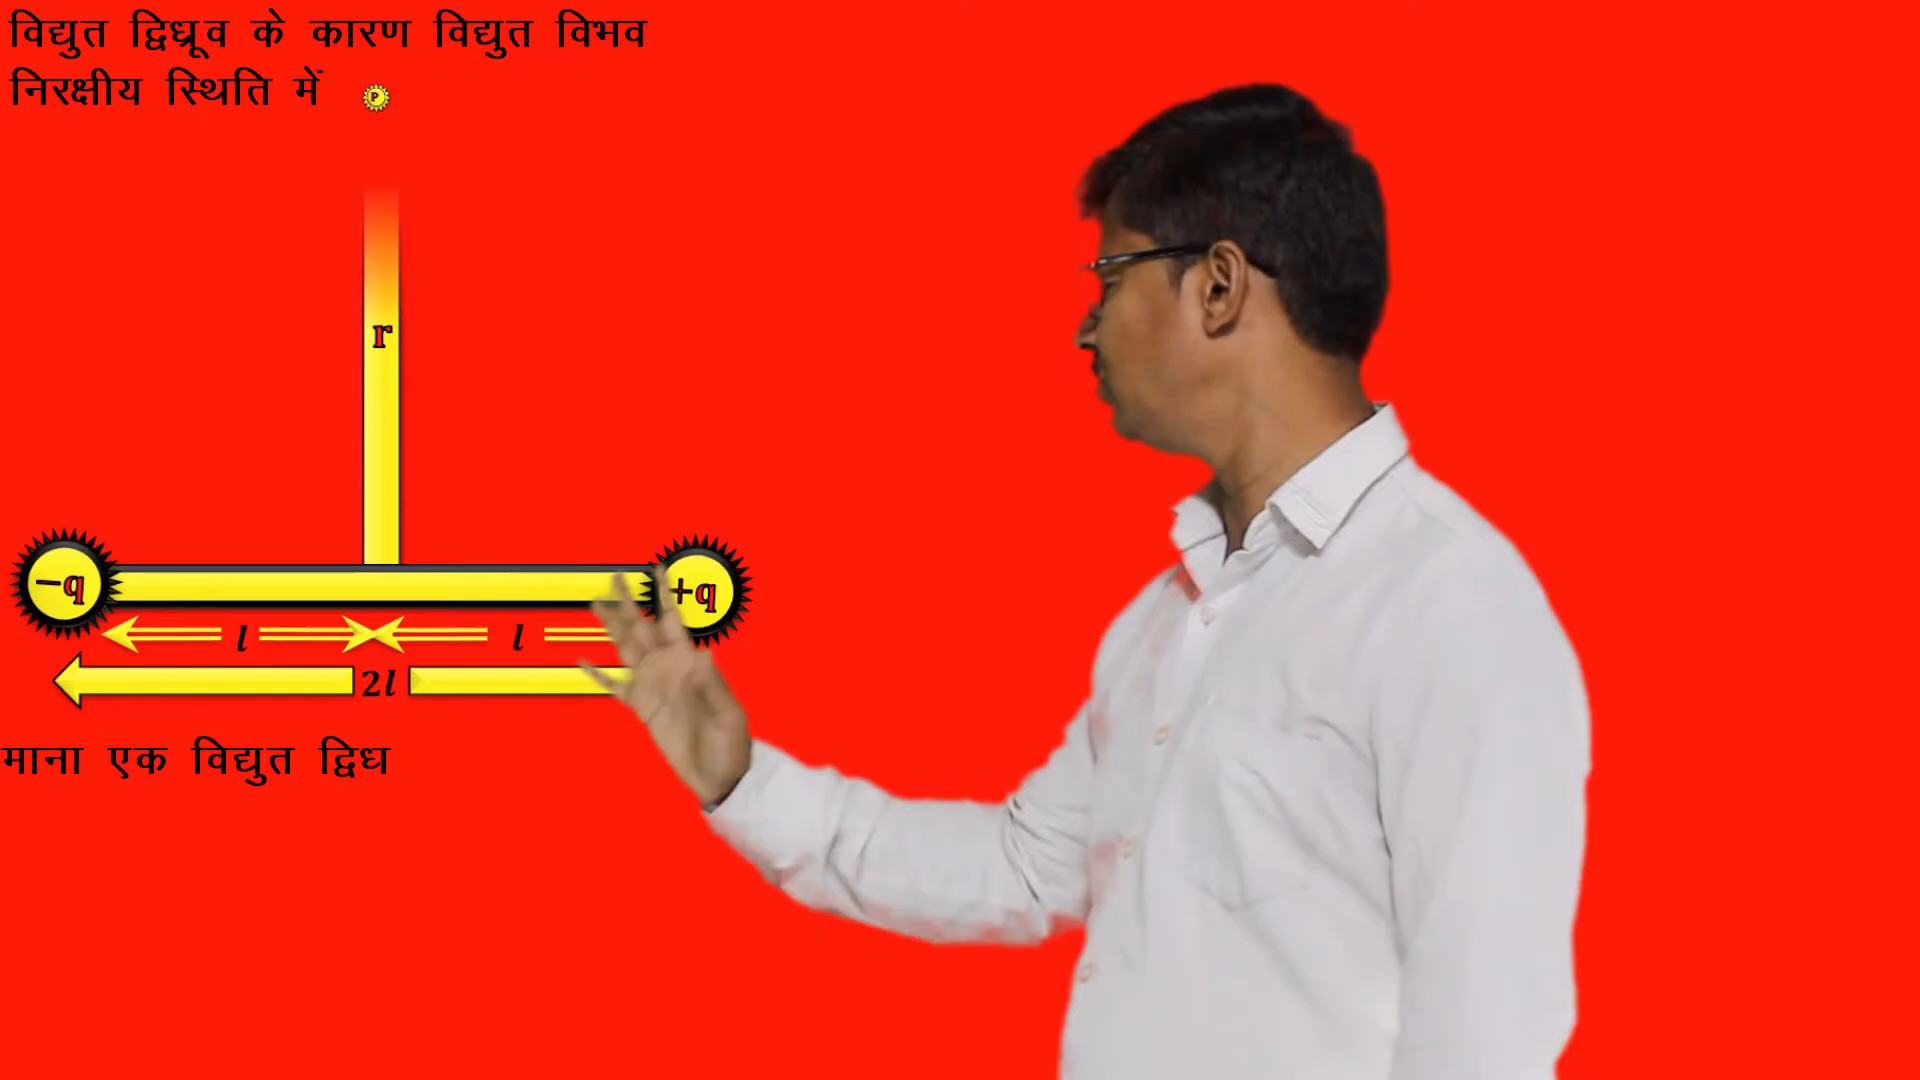 विद्युत द्विध्रूव के कारण विद्युत विभव
निरक्षीय स्थिति में
P
r
−q
+q
l
l
2l
माना एक विद्युत द्विध